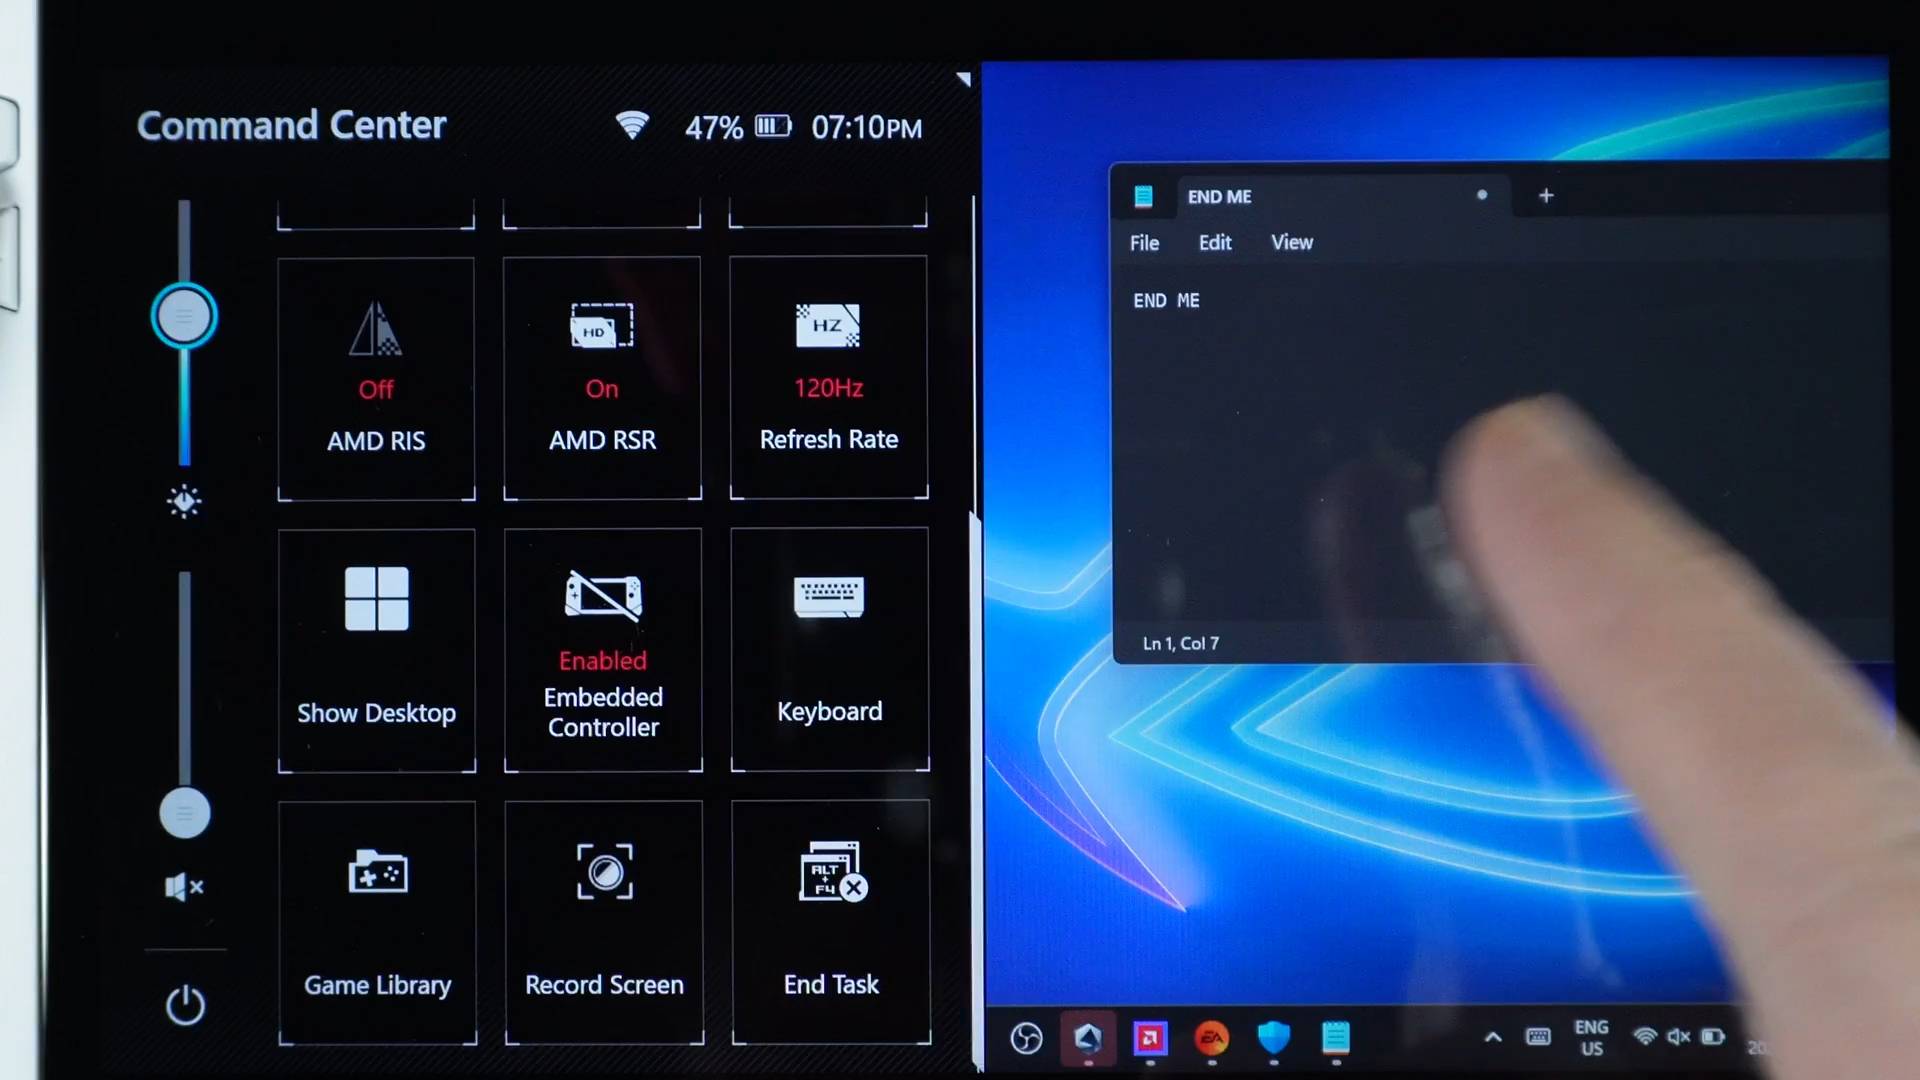 Command Center
47%
07:10PM
Off
AMD RIS
HD
On
AMD RSR
HZ
120Hz
Refresh Rate
Show Desktop
Enabled
Embedded
Controller
Keyboard
Game Library
Record Screen
ALT
+
F4
End Task
END ME
+
File
Edit
View
END ME
Ln 1, Col 7
EA
ENG
US